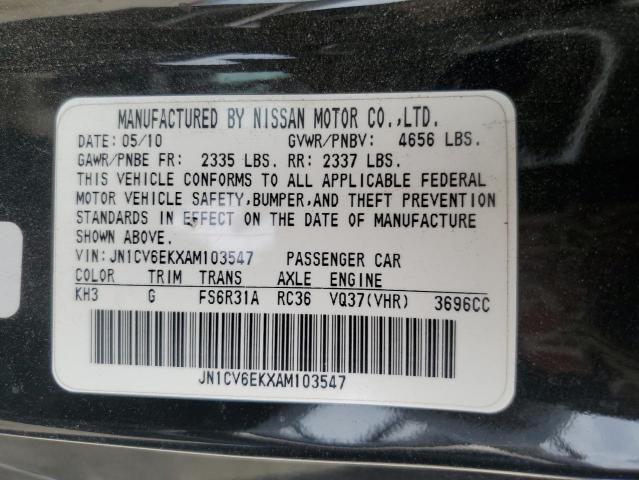 MANUFACTURED BY NISSAN MOTOR CO.,LTD.
DATE: 05/10 GVWR/PNBV: 4656 LBS.
GAWR/PNBE FR: 2335 LBS. RR: 2337 LBS.
THIS VEHICLE CONFORMS TO ALL APPLICABLE FEDERAL
MOTOR VEHICLE SAFETY, BUMPER, AND THEFT PREVENTION
STANDARDS IN EFFECT ON THE DATE OF MANUFACTURE
SHOWN ABOVE.
VIN: JN1CV6EKXAM103547 PASSENGER CAR
COLOR TRIM TRANS AXLE ENGINE
KH3 G FS6R31A RC36 VQ37(VHR) 3696CC
JN1CV6EKXAM103547